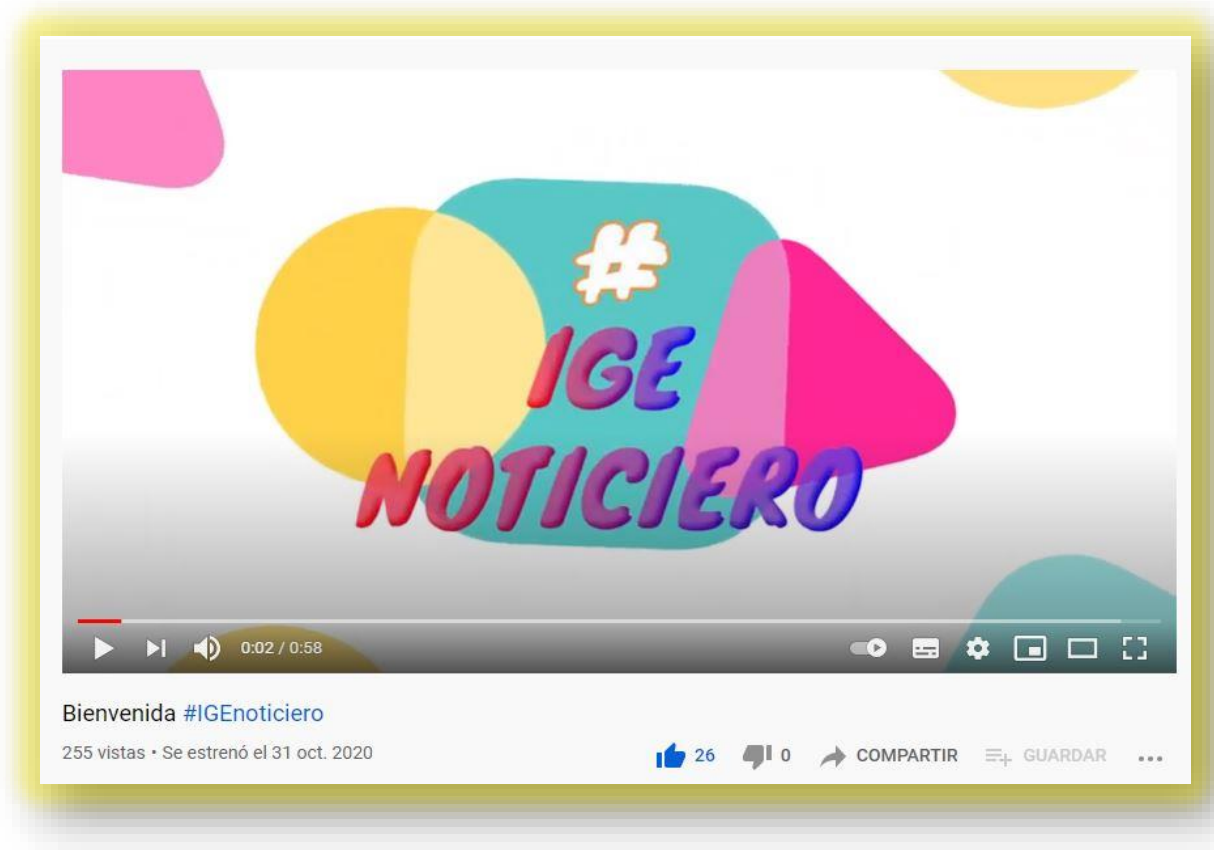 #
IGE
NOTICIERO
0:02 / 0:58
Bienvenida #IGEnoticiero
255 vistas • Se estrenó el 31 oct. 2020
26 0 COMPARTIR GUARDAR